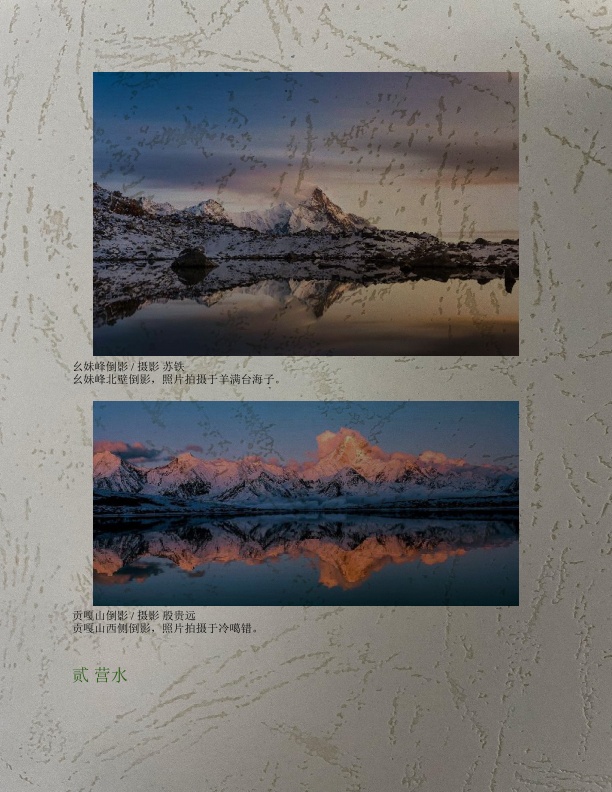 幺妹峰倒影 / 摄影 苏铁
幺妹峰北壁倒影，照片拍摄于羊满台海子。
贡嘎山倒影 / 摄影 殷贵远
贡嘎山西侧倒影，照片拍摄于冷噶错。
贰 营水